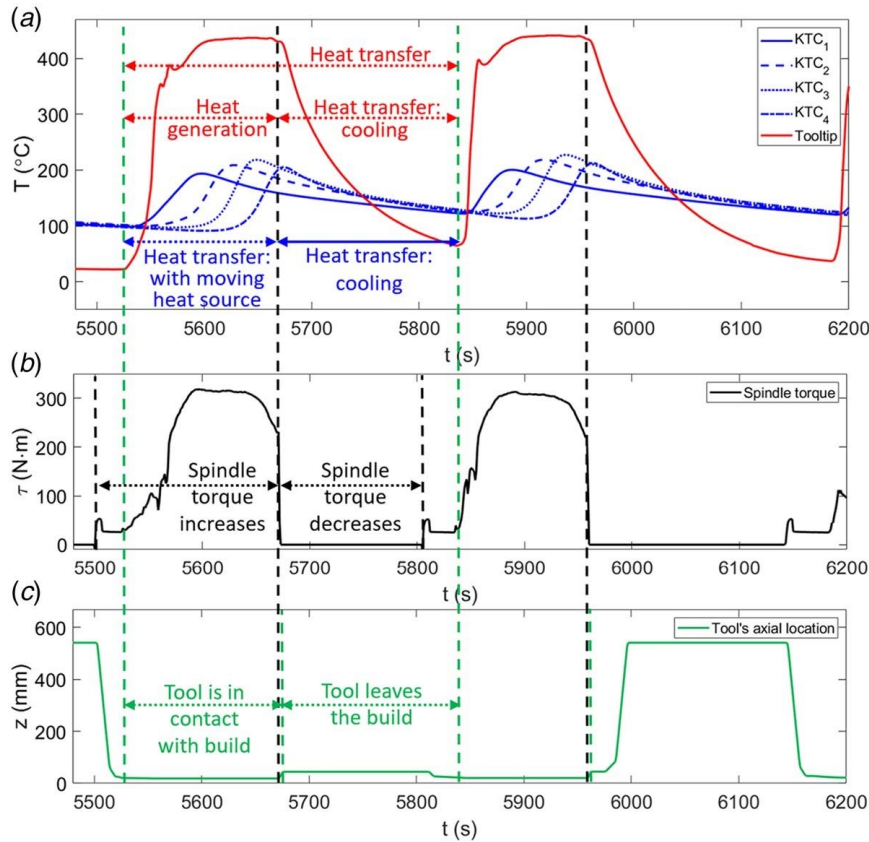 (a)
400
300
200
100
0
T (°C)
Heat transfer
Heat
generation
Heat transfer:
cooling
Heat transfer:
with moving
heat source
Heat transfer:
cooling
KTC1
KTC2
KTC3
KTC4
Tooltip
5500 5600 5700 5800 5900 6000 6100 6200
t (s)
(b)
300
200
100
0
τ (N·m)
Spindle
torque
increases
Spindle
torque
decreases
Spindle torque
5500 5600 5700 5800 5900 6000 6100 6200
t (s)
(c)
600
400
200
0
z (mm)
Tool is in
contact
with build
Tool leaves
the build
Tool's axial location
5500 5600 5700 5800 5900 6000 6100 6200
t (s)